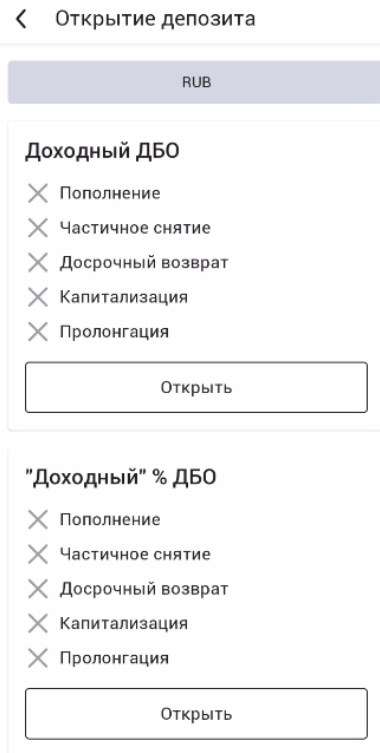 Открытие депозита
RUB
Доходный ДБО
Пополнение
Частичное снятие
Досрочный возврат
Капитализация
Пролонгация
Открыть
"Доходный" % ДБО
Пополнение
Частичное снятие
Досрочный возврат
Капитализация
Пролонгация
Открыть